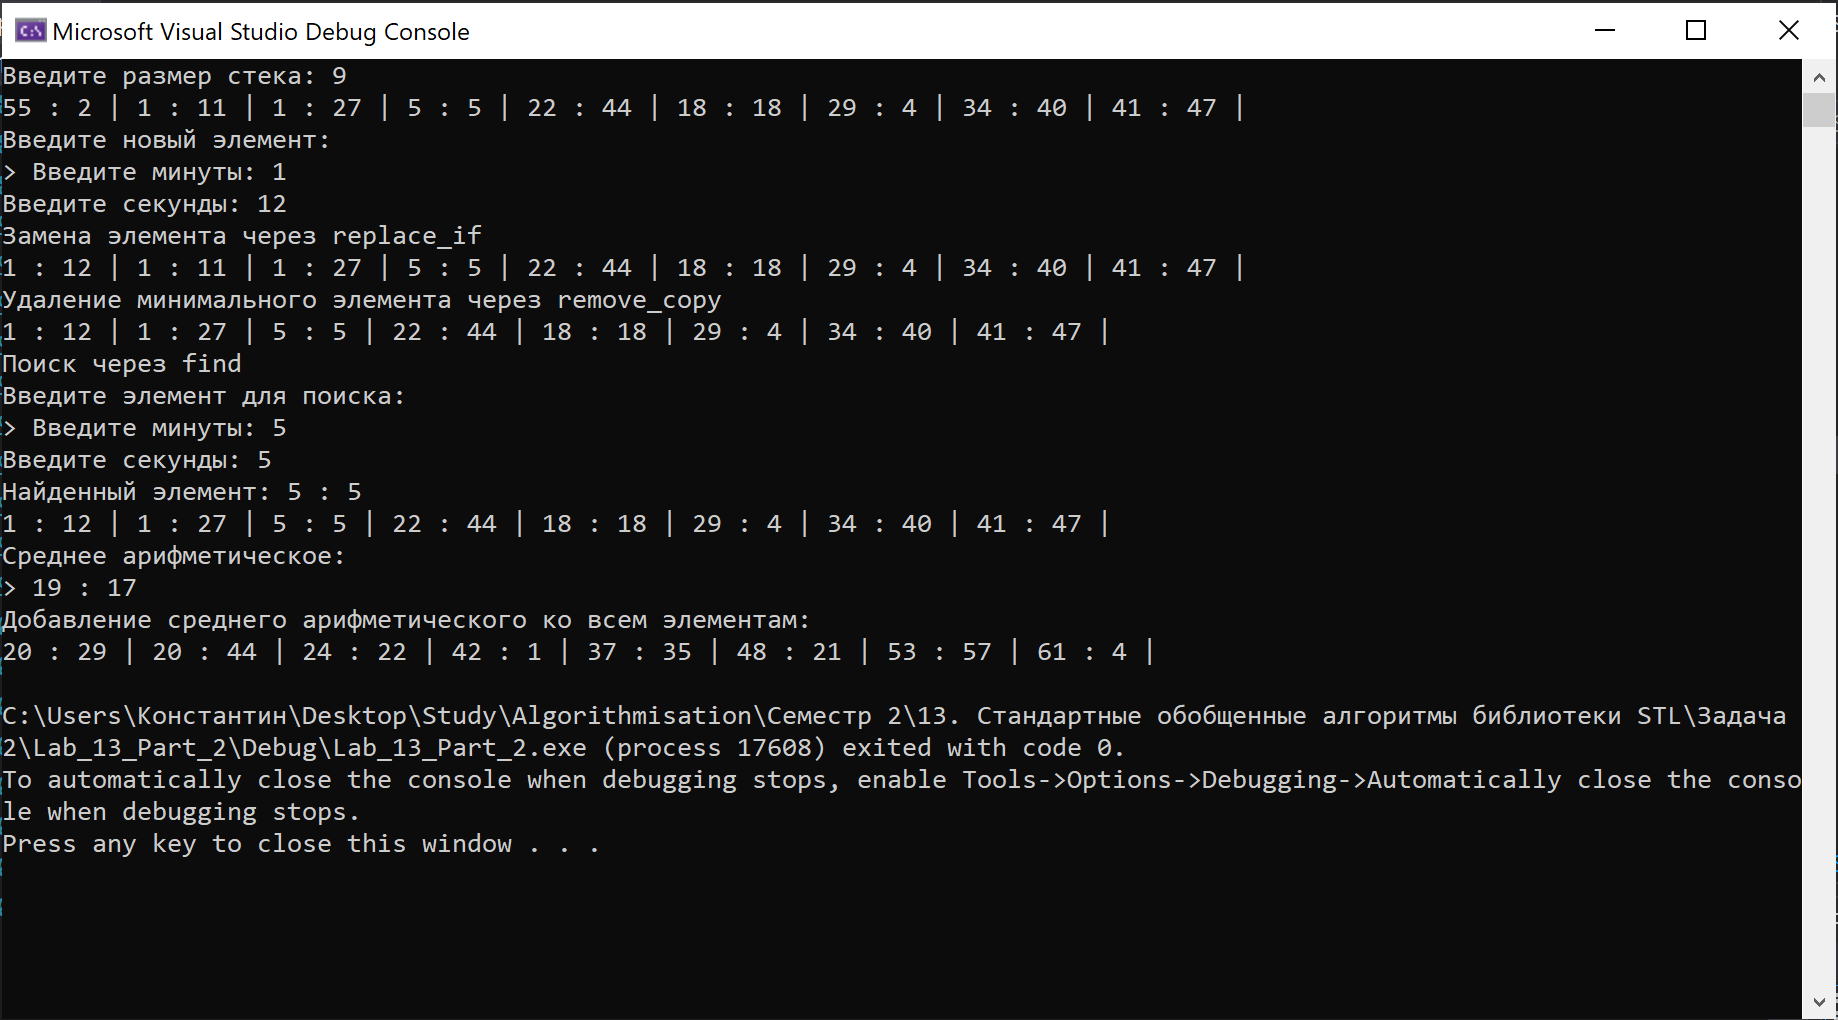 Microsoft Visual Studio Debug Console
Введите размер стека: 9
55 : 2 | 1 : 11 | 1 : 27 | 5 : 5 | 22 : 44 | 18 : 18 | 29 : 4 | 34 : 40 | 41 : 47 |
Введите новый элемент:
> Введите минуты: 1
Введите секунды: 12
Замена элемента через replace_if
1 : 12 | 1 : 11 | 1 : 27 | 5 : 5 | 22 : 44 | 18 : 18 | 29 : 4 | 34 : 40 | 41 : 47 |
Удаление минимального элемента через remove_copy
1 : 12 | 1 : 27 | 5 : 5 | 22 : 44 | 18 : 18 | 29 : 4 | 34 : 40 | 41 : 47 |
Поиск через find
Введите элемент для поиска:
> Введите минуты: 5
Введите секунды: 5
Найденный элемент: 5 : 5
1 : 12 | 1 : 27 | 5 : 5 | 22 : 44 | 18 : 18 | 29 : 4 | 34 : 40 | 41 : 47 |
Среднее арифметическое:
> 19 : 17
Добавление среднего арифметического ко всем элементам:
20 : 29 | 20 : 44 | 24 : 22 | 42 : 1 | 37 : 35 | 48 : 21 | 53 : 57 | 61 : 4 |
C:\Users\Константин\Desktop\Study\Algorithmisation\Семестр 2\13. Стандартные обобщенные алгоритмы библиотеки STL\Задача
2\Lab_13_Part_2\Debug\Lab_13_Part_2.exe (process 17608) exited with code 0.
To automatically close the console when debugging stops, enable Tools->Options->Debugging->Automatically close the conso
le when debugging stops.
Press any key to close this window . . .